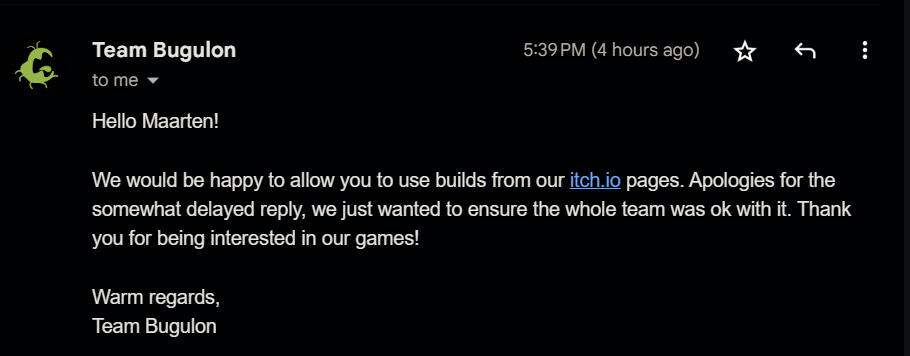 Team Bugulon
5:39 PM (4 hours ago)
to me
Hello Maarten!
We would be happy to allow you to use builds from our itch.io pages. Apologies for the
somewhat delayed reply, we just wanted to ensure the whole team was ok with it. Thank
you for being interested in our games!
Warm regards,
Team Bugulon